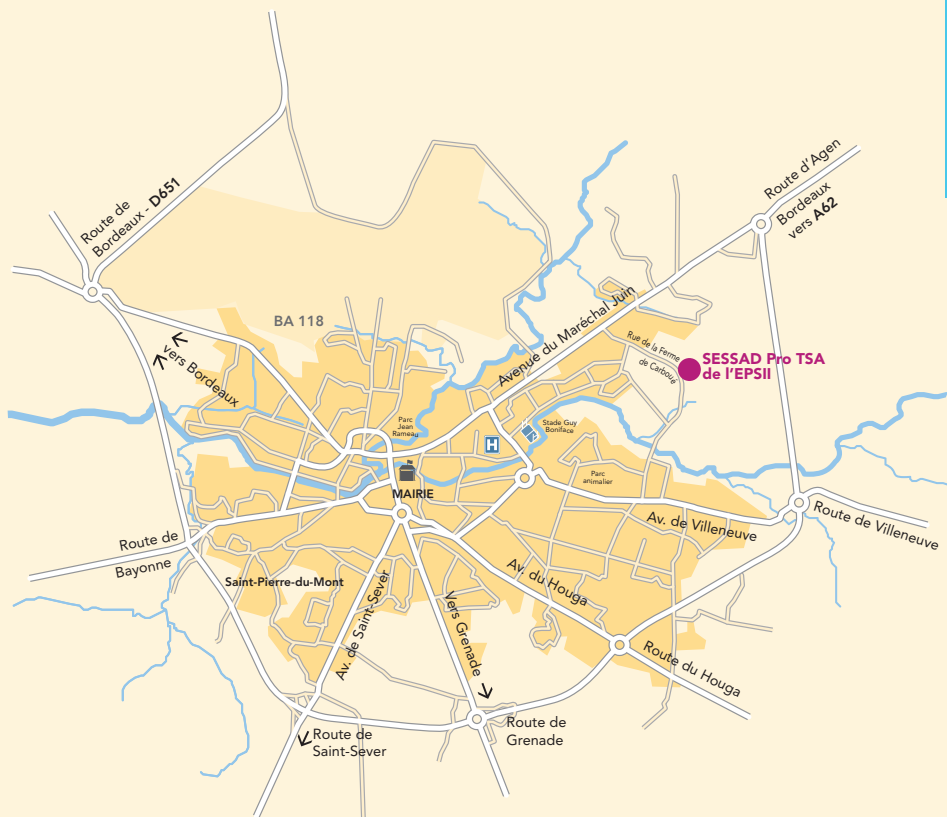 Route d'Agen
Bordeaux
vers A62
Route de
Bordeaux - D651
BA 118
vers Bordeaux
Avenue du Maréchal Juin
Rue de la Ferme
de Carboué
SESSAD Pro TSA
de l'EPSII
Parc
Jean
Rameau
H
Stade Guy
Boniface
MAIRIE
Parc
animalier
Av. de Villeneuve
Route de Villeneuve
Route de
Bayonne
Saint-Pierre-du-Mont
Av. de Saint-Sever
Vers Grenade
Av. du Houga
Route du Houga
Route de
Saint-Sever
Route de
Grenade